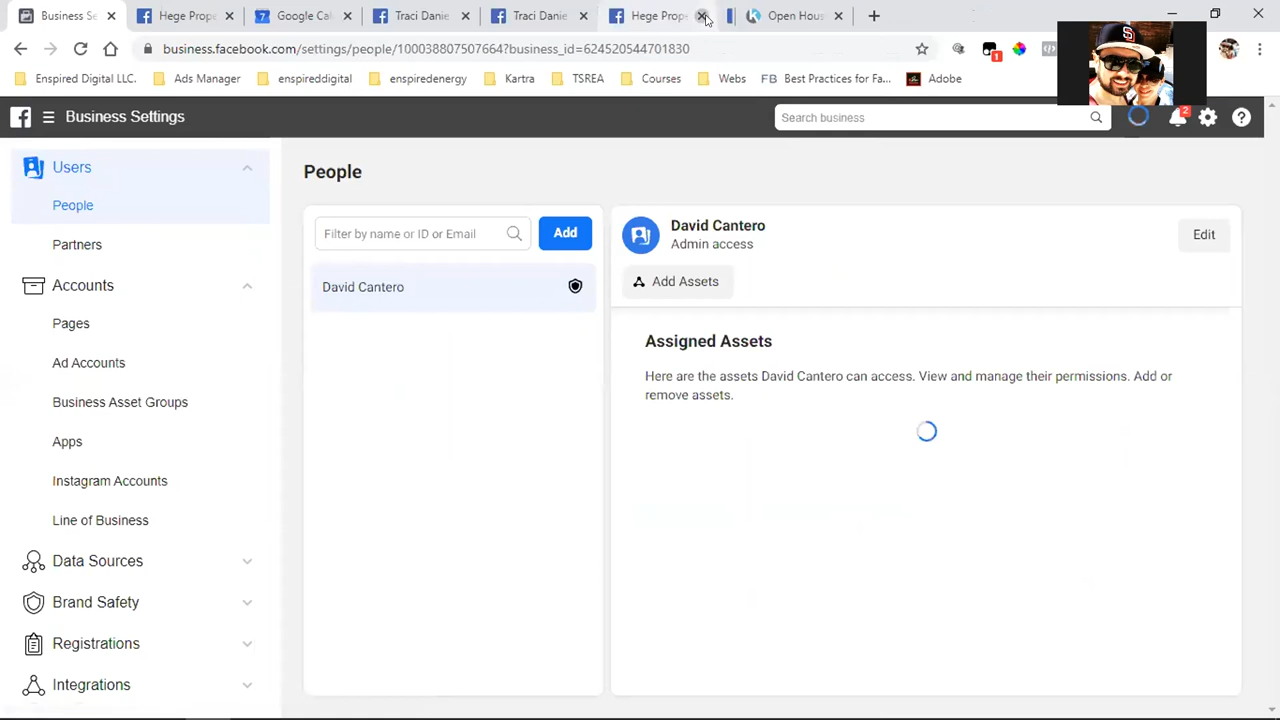 Business Se
Hege Prope
Google Cal
Traci Danie
Traci Danie
Hege Prop
Open Hous
business.facebook.com/settings/people/10
507664?business_id=624520544701830
1
Enspired Digital LLC.
Ads Manager
enspireddigital
Kartra
TSREA
Courses
Webs
FB Best Practices for Fa...
Adobe
S
Business Settings
Search business
2
Users
People
Partners
Accounts
Pages
Ad Accounts
Business Asset Groups
Apps
Instagram Accounts
Line of Business
Data Sources
Brand Safety
Registrations
Integrations
People
Filter by name or ID or Email
Add
David Cantero
David Cantero
Admin access
Edit
Add Assets
Assigned Assets
Here are the assets David Cantero can access. View and manage their permissions. Add or
remove assets.